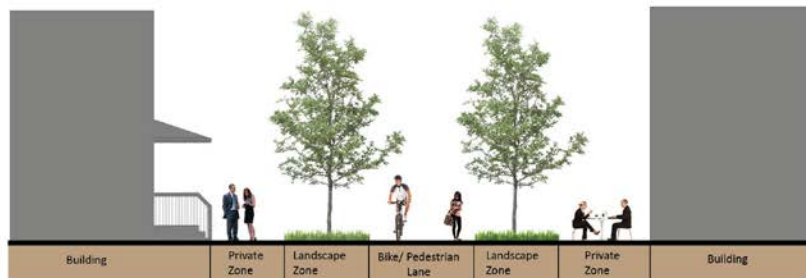 Building
Private
Zone
Landscape
Zone
Bike/ Pedestrian
Lane
Landscape
Zone
Private
Zone
Building